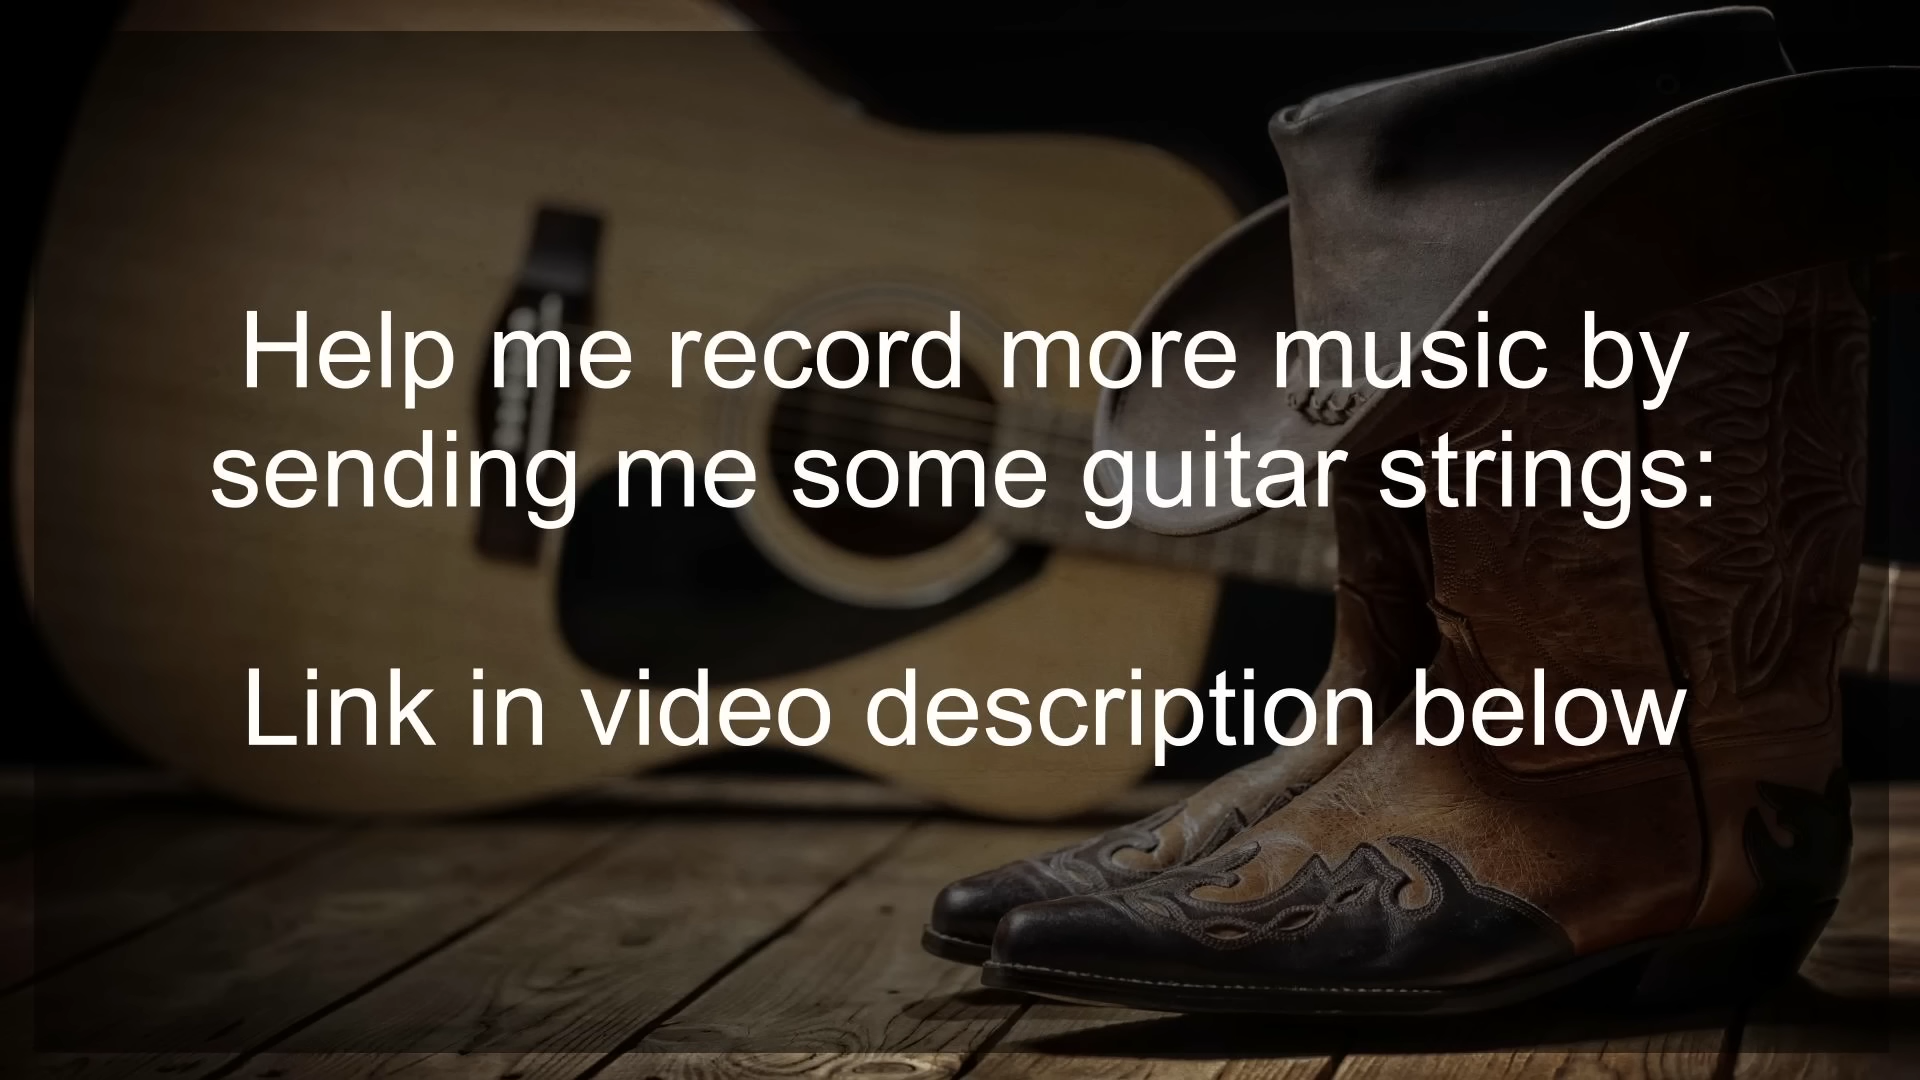 Help me record more music by
sending me some guitar strings:
Link in video description below